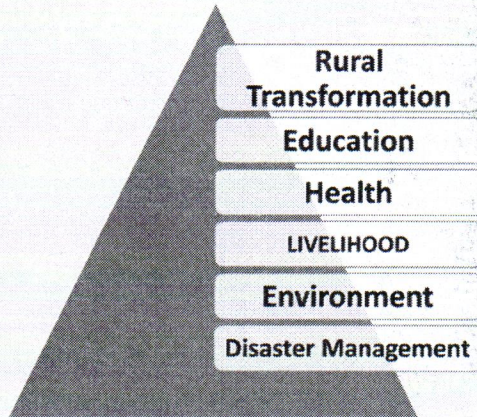 Rural
Transformation
Education
Health
LIVELIHOOD
Environment
Disaster Management